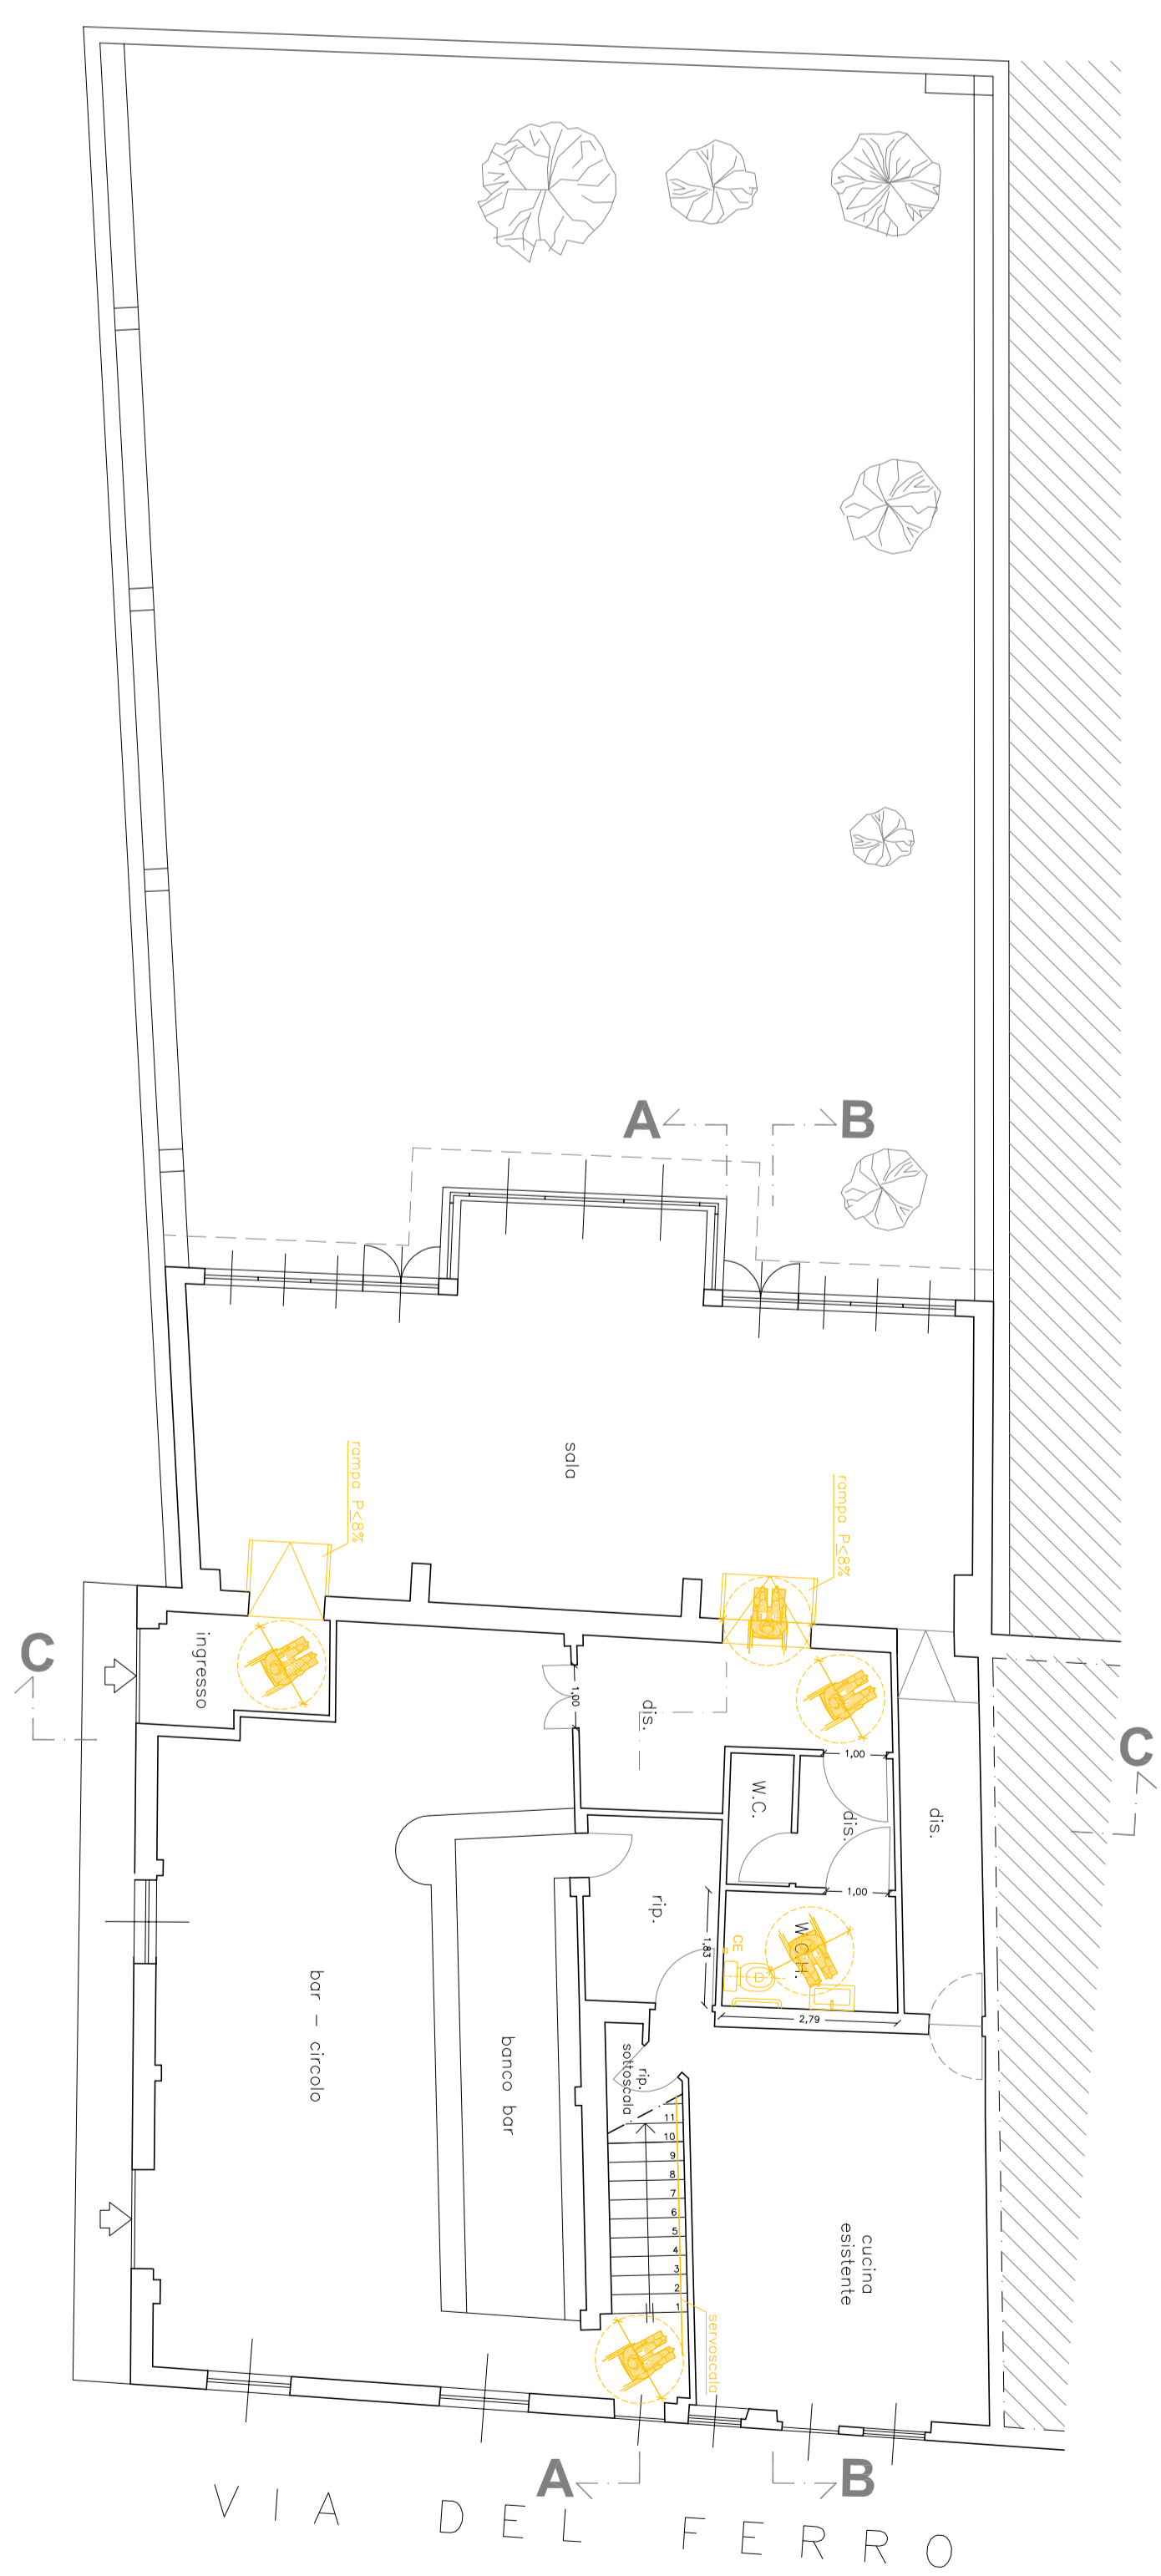 A
B
rampa P<8%
sala
rampa P<8%
C
ingresso
1,00
dis.
1,00
C
W.C.
dis.
dis.
1,00
rip.
1,83
CE
W.C.H.
2,79
bar - circolo
banco bar
rip.
sottoscala
11
10
9
8
7
6
5
4
3
2
1
cucina
esistente
servoscala
A
B
VIA DEL FERRO